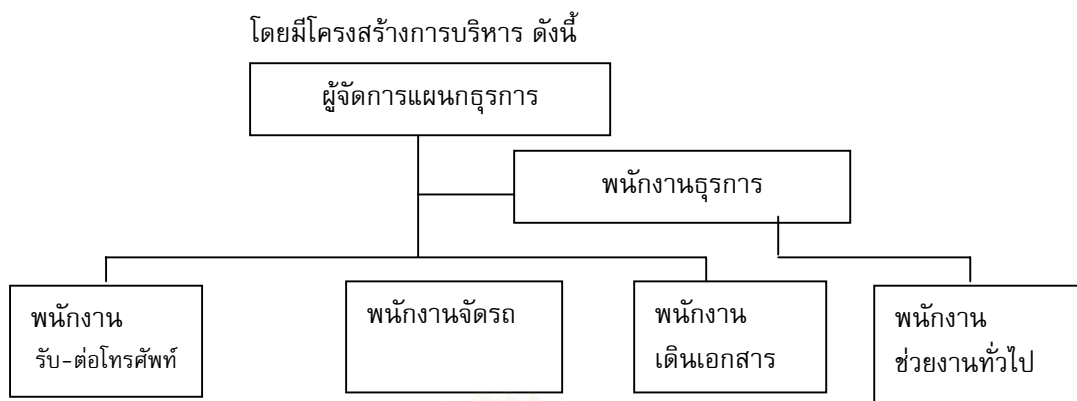 โดยมีโครงสร้างการบริหาร ดังนี้
ผู้จัดการแผนกธุรการ
พนักงานธุรการ
พนักงาน
รับ-ต่อโทรศัพท์
พนักงานจัดรถ
พนักงาน
เดินเอกสาร
พนักงาน
ช่วยงานทั่วไป